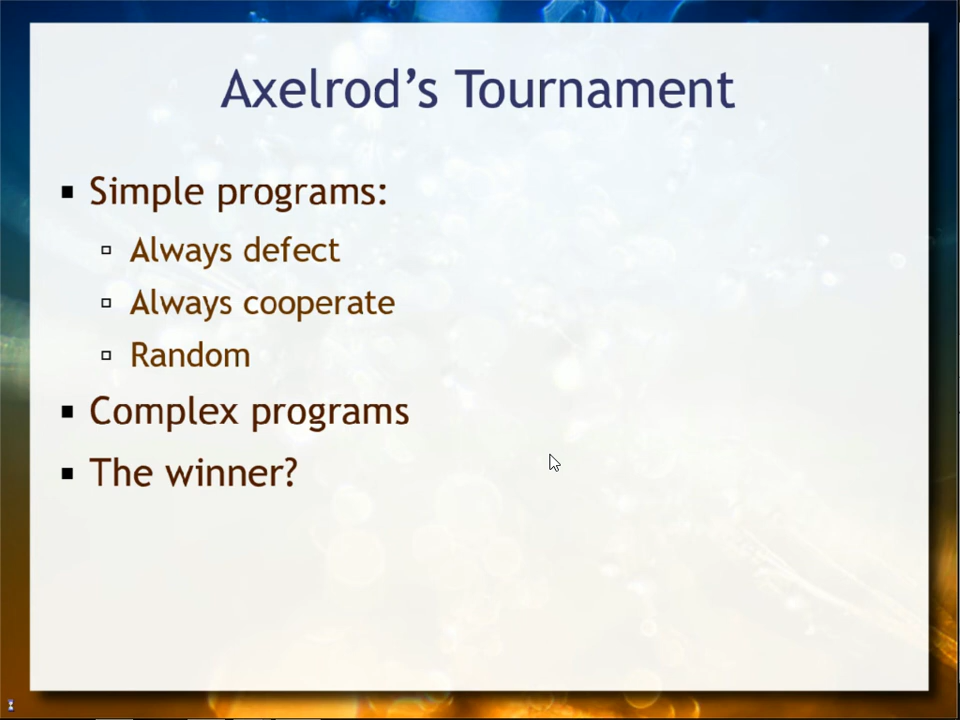 Axelrod’s Tournament
Simple programs:
Always defect
Always cooperate
Random
Complex programs
The winner?